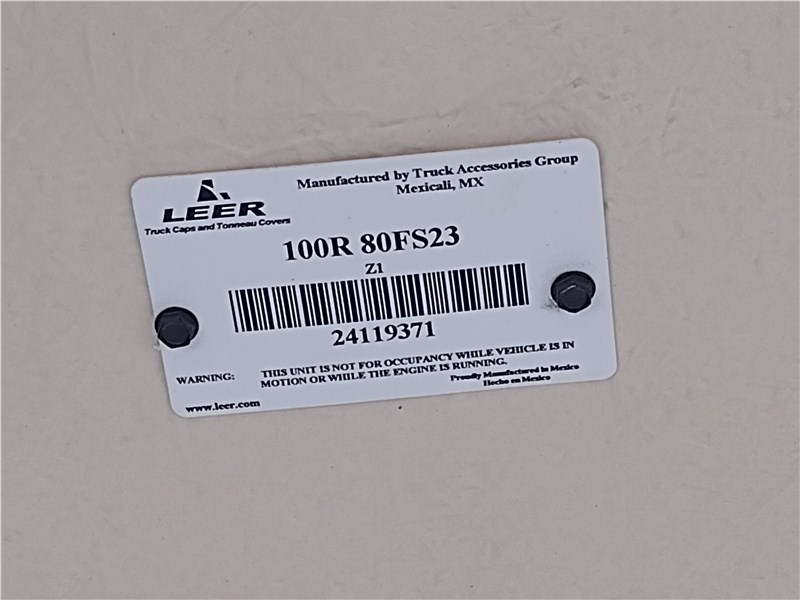 LEER
Truck Caps and Tonneau Covers
Manufactured by Truck Accessories Group
Mexicali, MX
100R 80FS23
Z1
24119371
WARNING: THIS UNIT IS NOT FOR OCCUPANCY WHILE VEHICLE IS IN
MOTION OR WHILE THE ENGINE IS RUNNING.
Proudly Manufactured in Mexico
Hecho en Mexico
www.leer.com